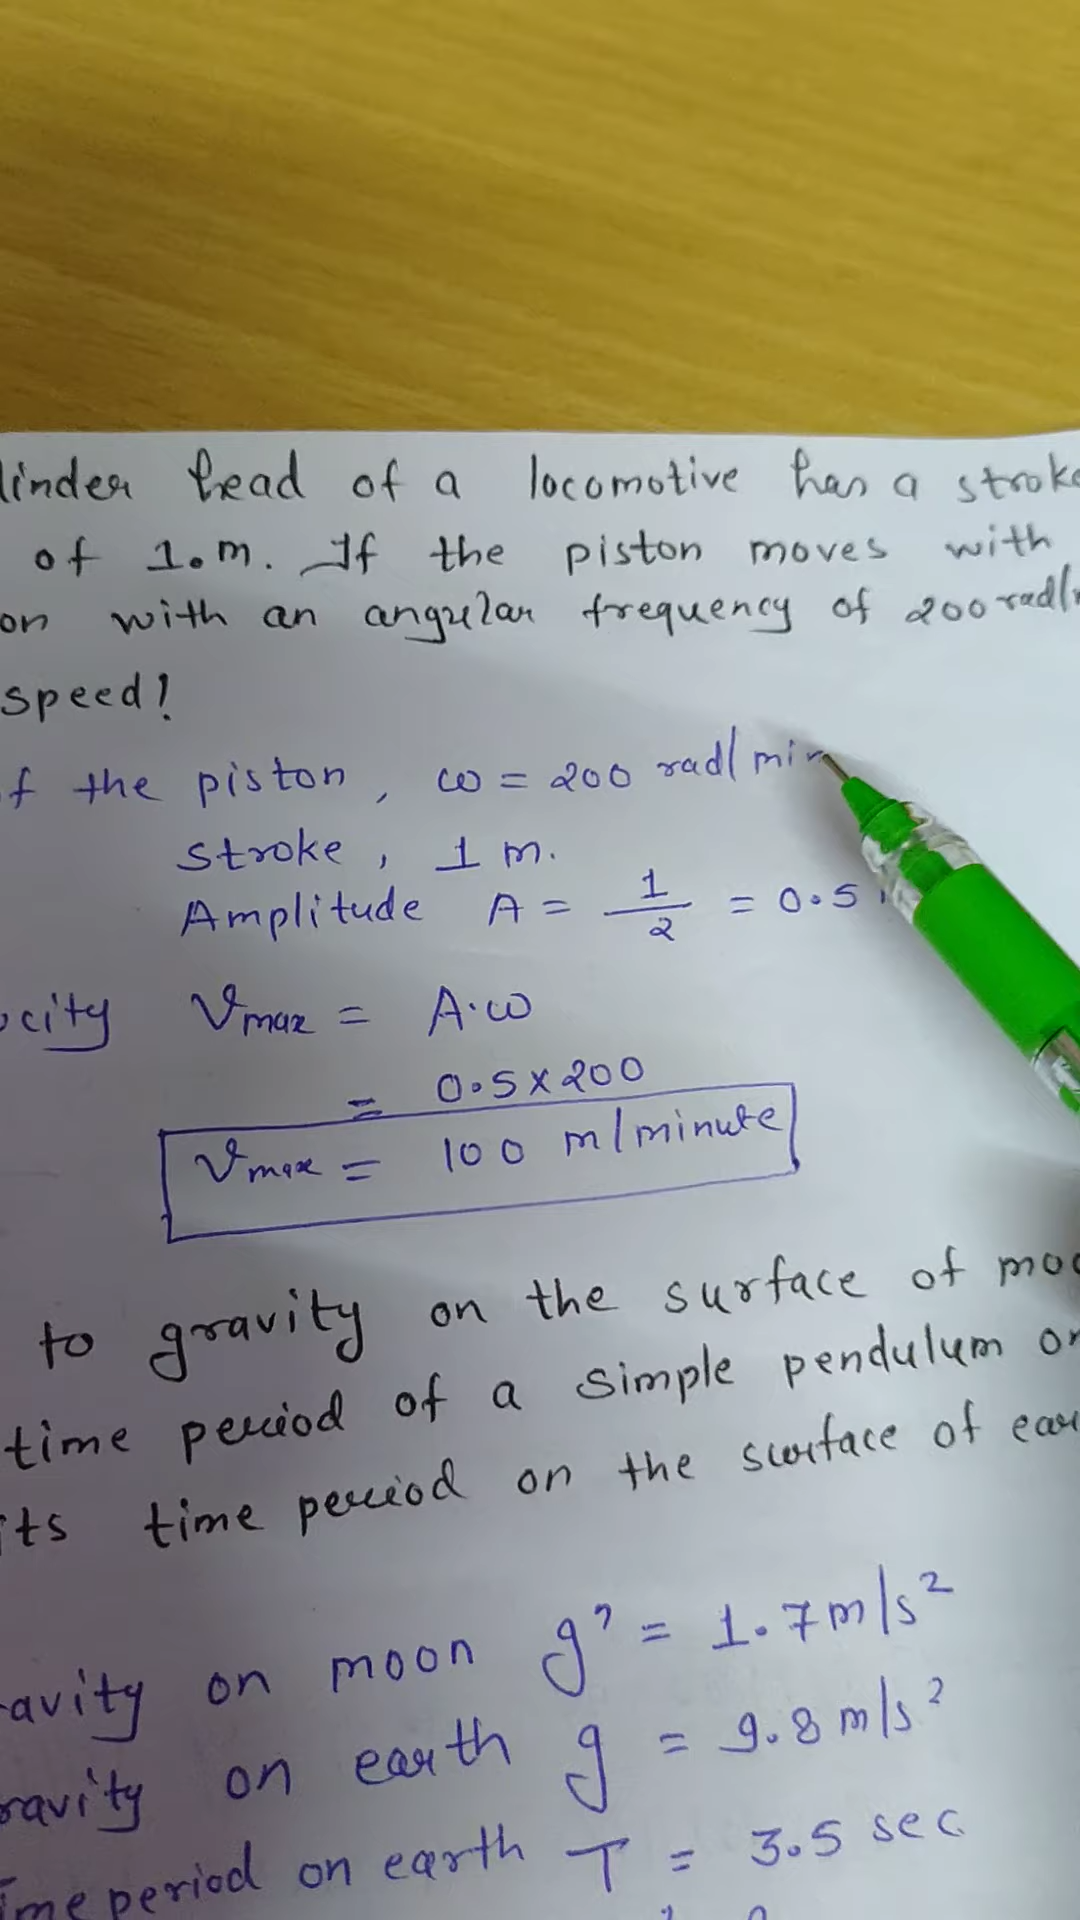 linder head of a locomotive has a stroke
of 1.m. If the piston moves with
on with an angular frequency of 200 rad/
speed!
f the piston, ω = 200 rad/min
stroke, 1 m.
Amplitude A = 1/2 = 0.5
ocity Vmax = A.ω
= 0.5 x 200
Vmax = 100 m/minute
to gravity on the surface of moo
time period of a simple pendulum on
its time period on the surface of ear
avity on moon g' = 1.7 m/s²
ravity on earth g = 9.8 m/s²
ime period on earth T = 3.5 sec